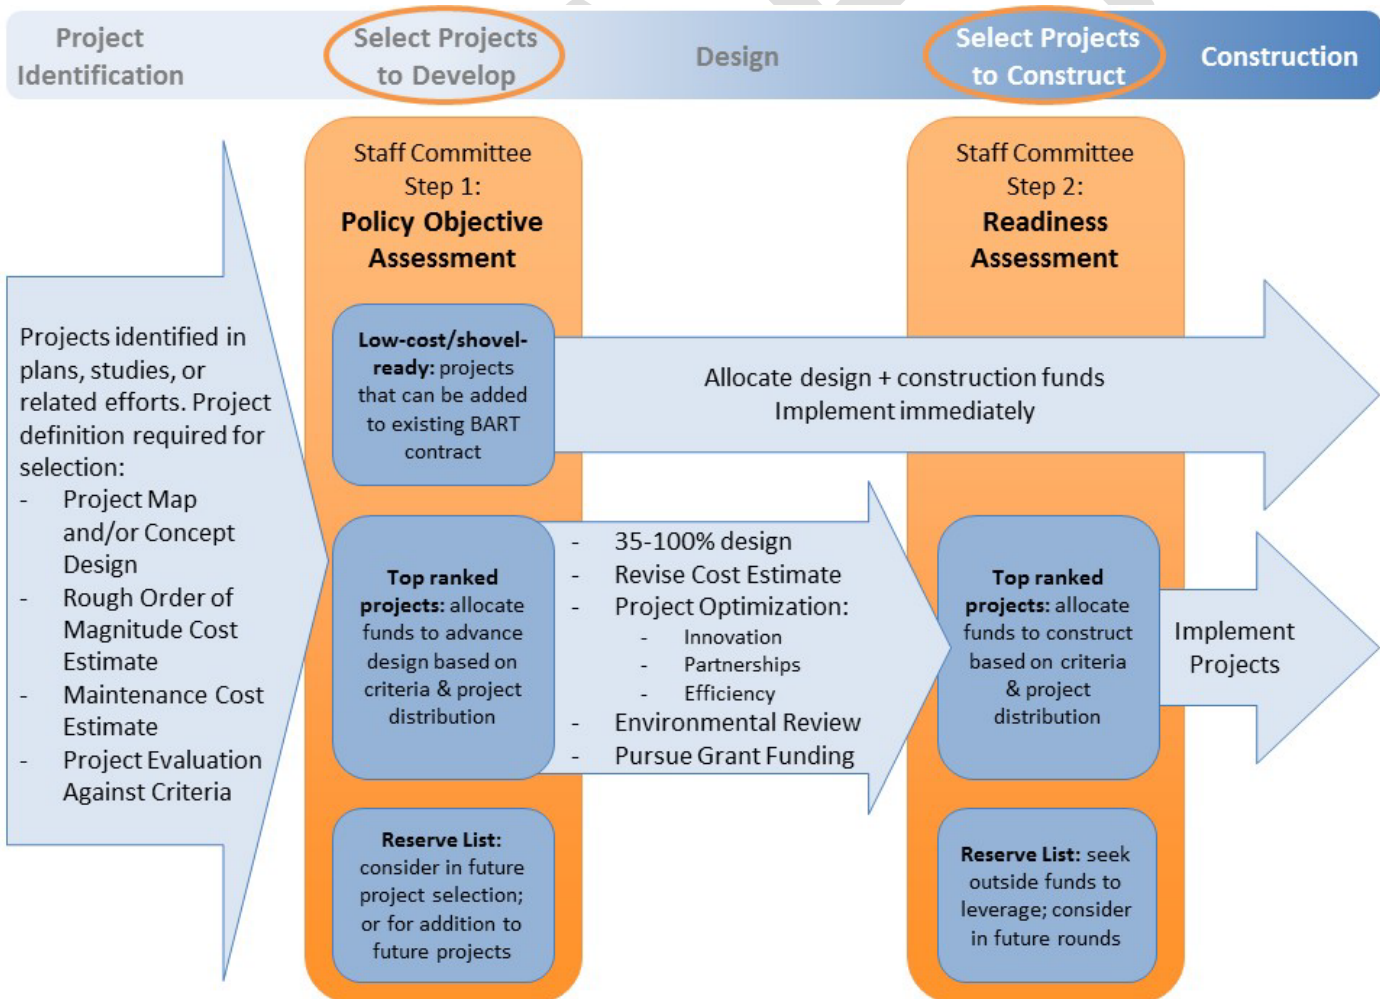 Project
Identification
Select Projects
to Develop
Design
Select Projects
to Construct
Construction
Projects identified in
plans, studies, or
related efforts. Project
definition required for
selection:
- Project Map
and/or Concept
Design
- Rough Order of
Magnitude Cost
Estimate
- Maintenance Cost
Estimate
- Project Evaluation
Against Criteria
Staff Committee
Step 1:
Policy Objective
Assessment
Low-cost/shovel-
ready: projects
that can be added
to existing BART
contract
Top ranked
projects: allocate
funds to advance
design based on
criteria & project
distribution
Reserve List:
consider in future
project selection;
or for addition to
future projects
Allocate design + construction funds
Implement immediately
- 35-100% design
- Revise Cost Estimate
- Project Optimization:
- Innovation
- Partnerships
- Efficiency
- Environmental Review
- Pursue Grant Funding
Staff Committee
Step 2:
Readiness
Assessment
Top ranked
projects: allocate
funds to construct
based on criteria
& project
distribution
Reserve List: seek
outside funds to
leverage; consider
in future rounds
Implement
Projects